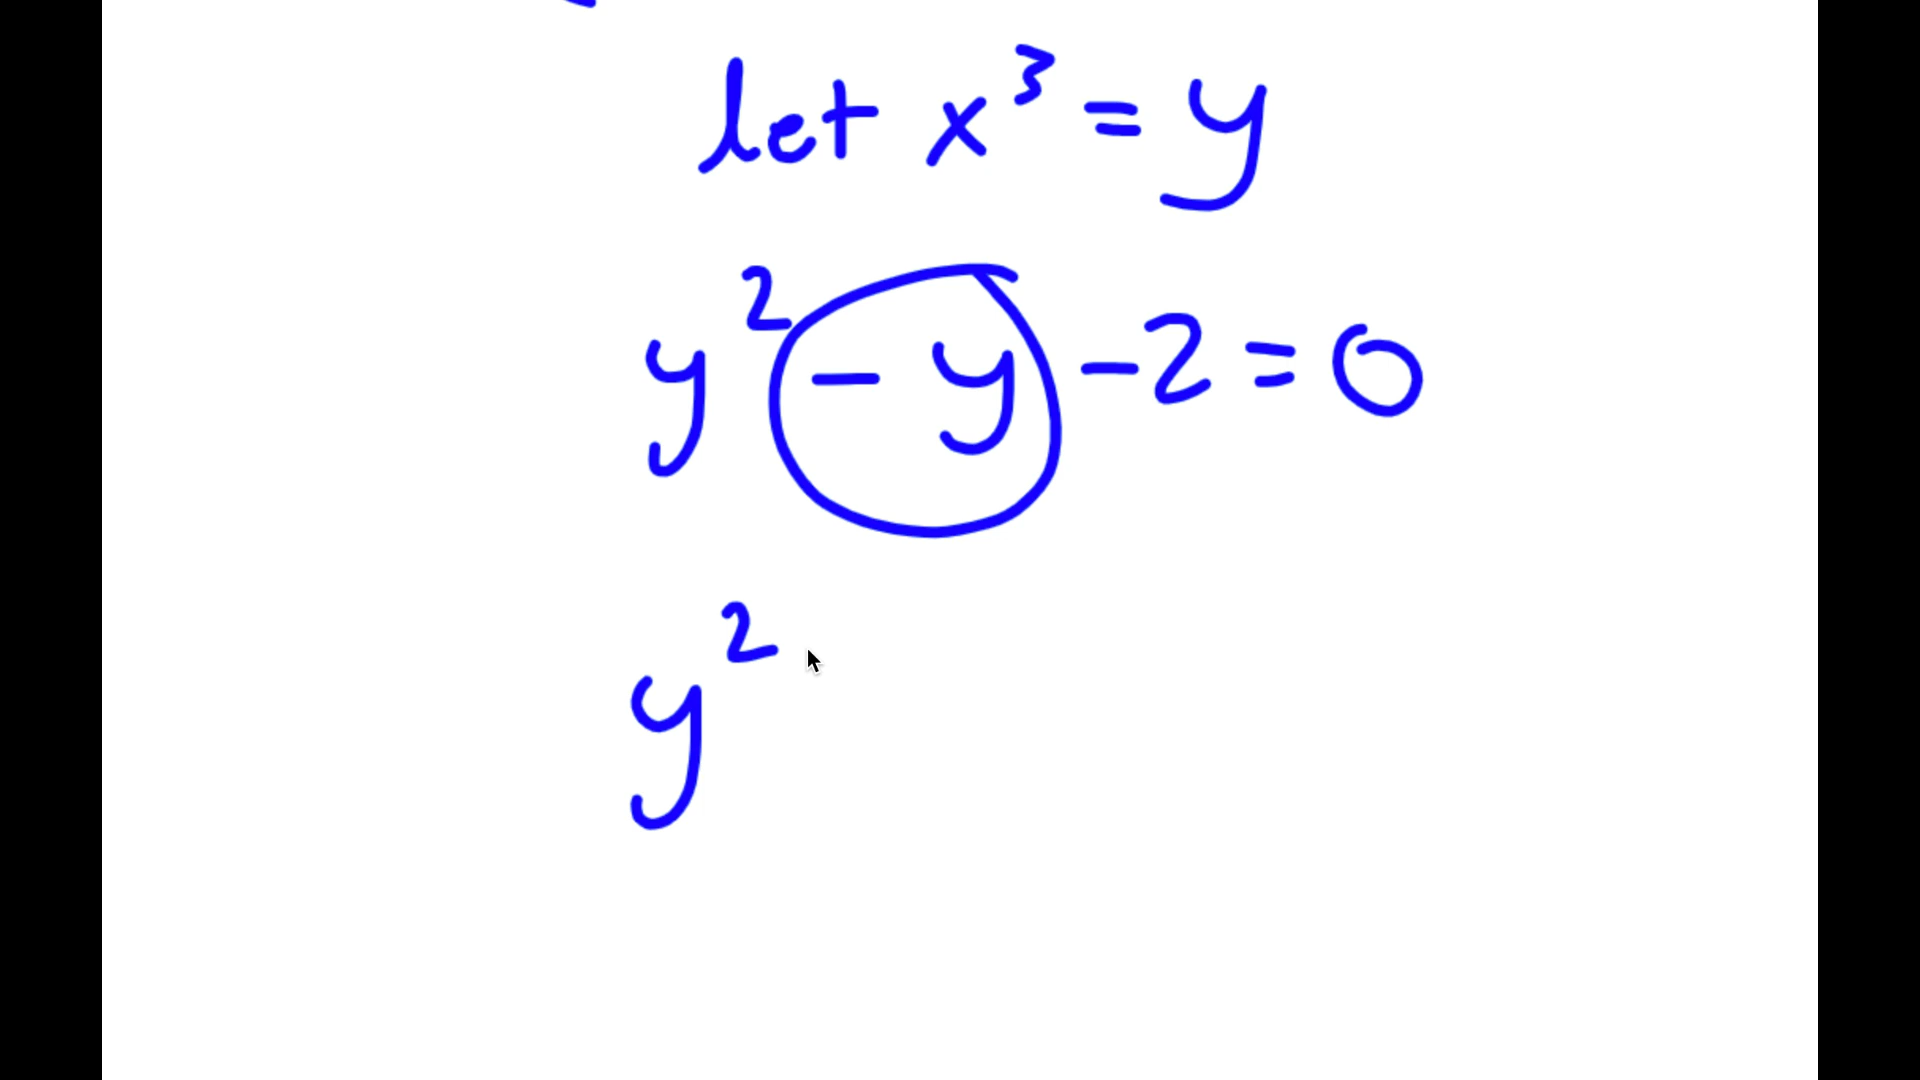 let x³ = y
y² - y - 2 = 0
y²